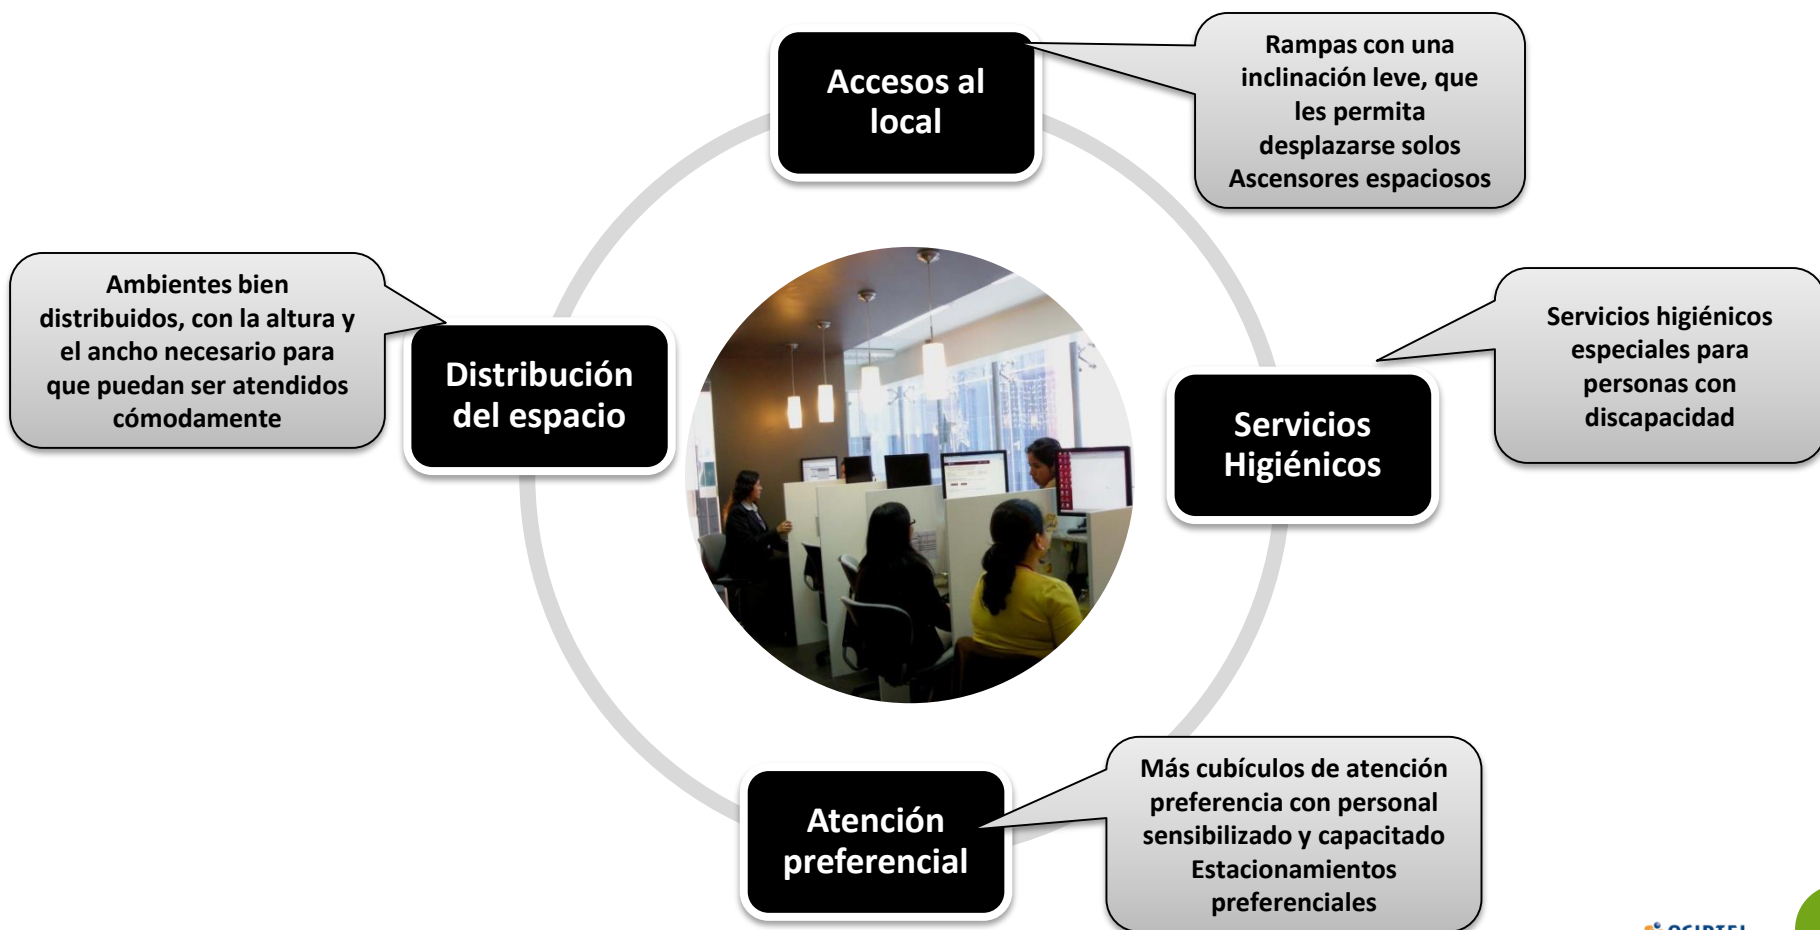 Accesos al
local
Rampas con una
inclinación leve, que
les permita
desplazarse solos
Ascensores espaciosos
Ambientes bien
distribuidos, con la altura y
el ancho necesario para
que puedan ser atendidos
cómodamente
Distribución
del espacio
Servicios
Higiénicos
Servicios higiénicos
especiales para
personas con
discapacidad
Atención
preferencial
Más cubículos de atención
preferencia con personal
sensibilizado y capacitado
Estacionamientos
preferenciales